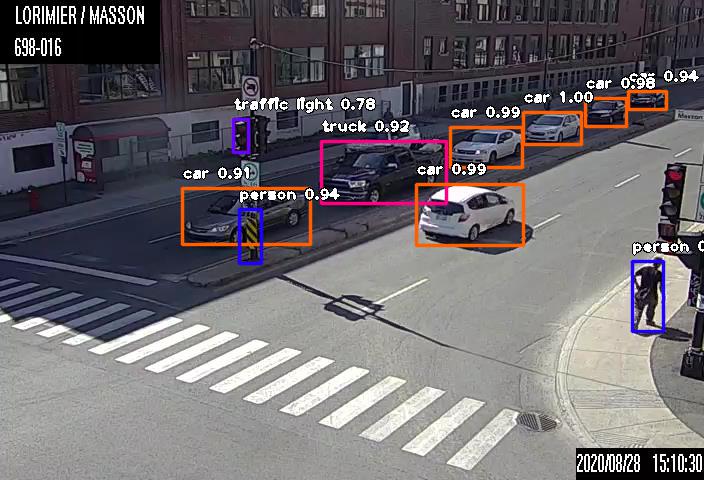 LORIMIER / MASSON
698-016
car 0.94
car 0.98
car 1.00
traffic light 0.78
car 0.99
truck 0.92
Masson
car 0.91
car 0.99
person 0.94
person 0
2020/08/28 15:10:30